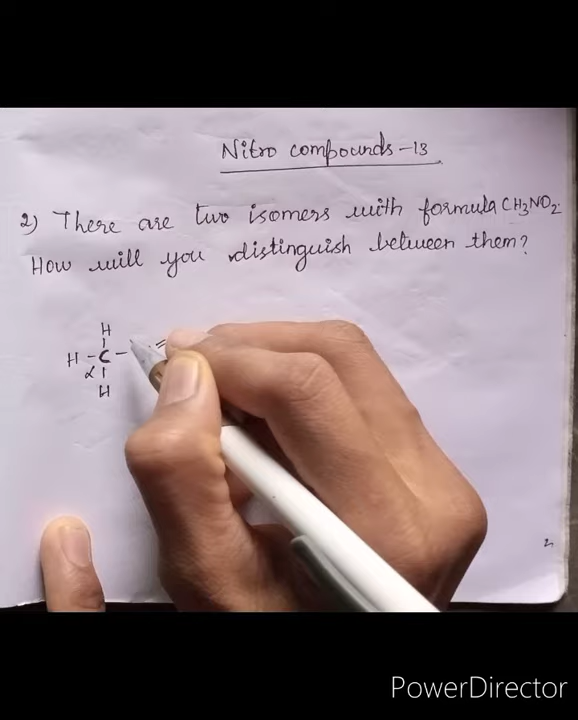 Nitro compounds -13
2) There are two isomers with formula CH3NO2.
How will you distinguish between them?
H
H - C -
α
H
PowerDirector